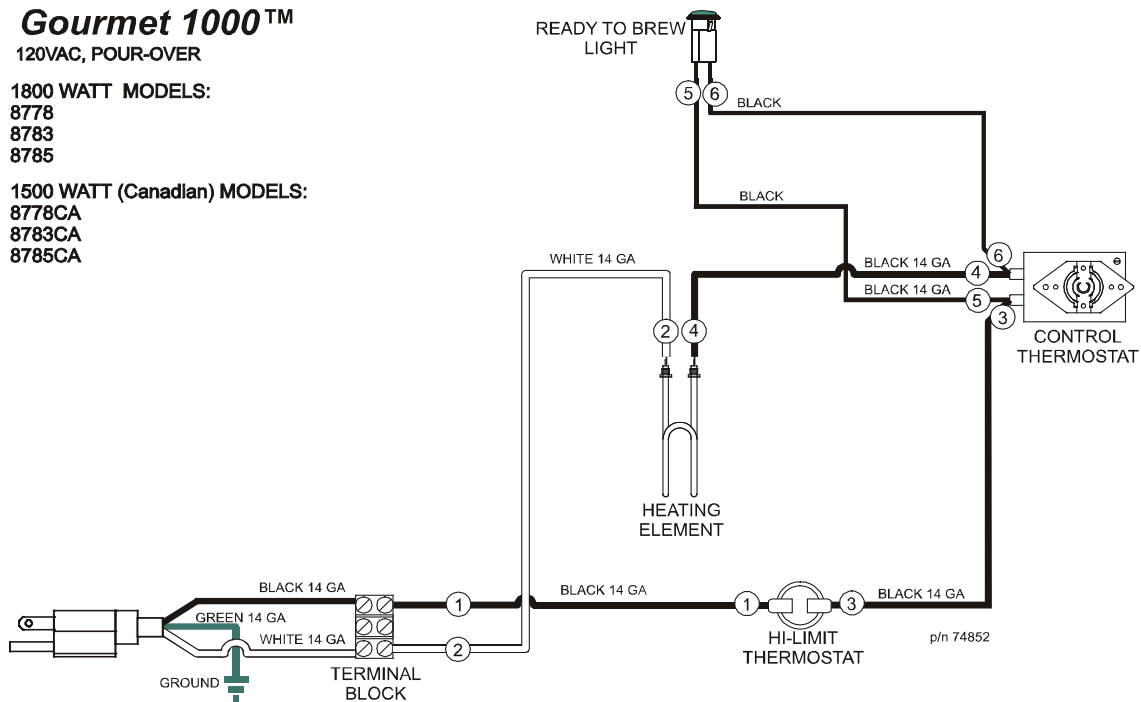 Gourmet 1000™
120VAC, POUR-OVER
1800 WATT MODELS:
8778
8783
8785
1500 WATT (Canadian) MODELS:
8778CA
8783CA
8785CA
READY TO BREW
LIGHT
5
6
BLACK
BLACK
WHITE 14 GA
BLACK 14 GA
BLACK 14 GA
6
4
5
3
C
CONTROL
THERMOSTAT
2
4
HEATING
ELEMENT
BLACK 14 GA
GREEN 14 GA
WHITE 14 GA
GROUND
TERMINAL
BLOCK
1
2
BLACK 14 GA
1
3
BLACK 14 GA
HI-LIMIT
THERMOSTAT
p/n 74852